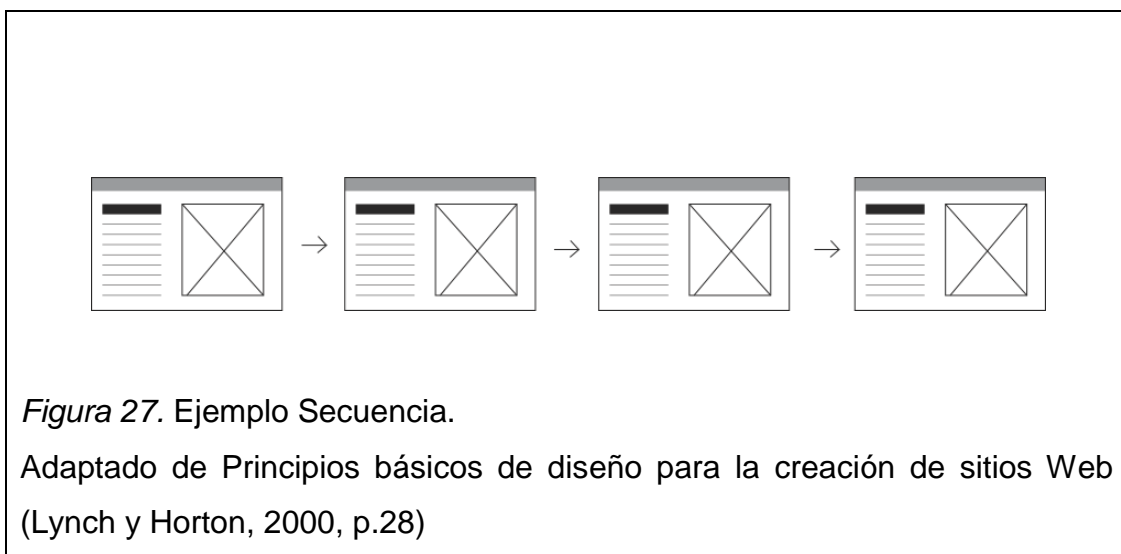 Figura 27. Ejemplo Secuencia.
Adaptado de Principios básicos de diseño para la creación de sitios Web
(Lynch y Horton, 2000, p.28)